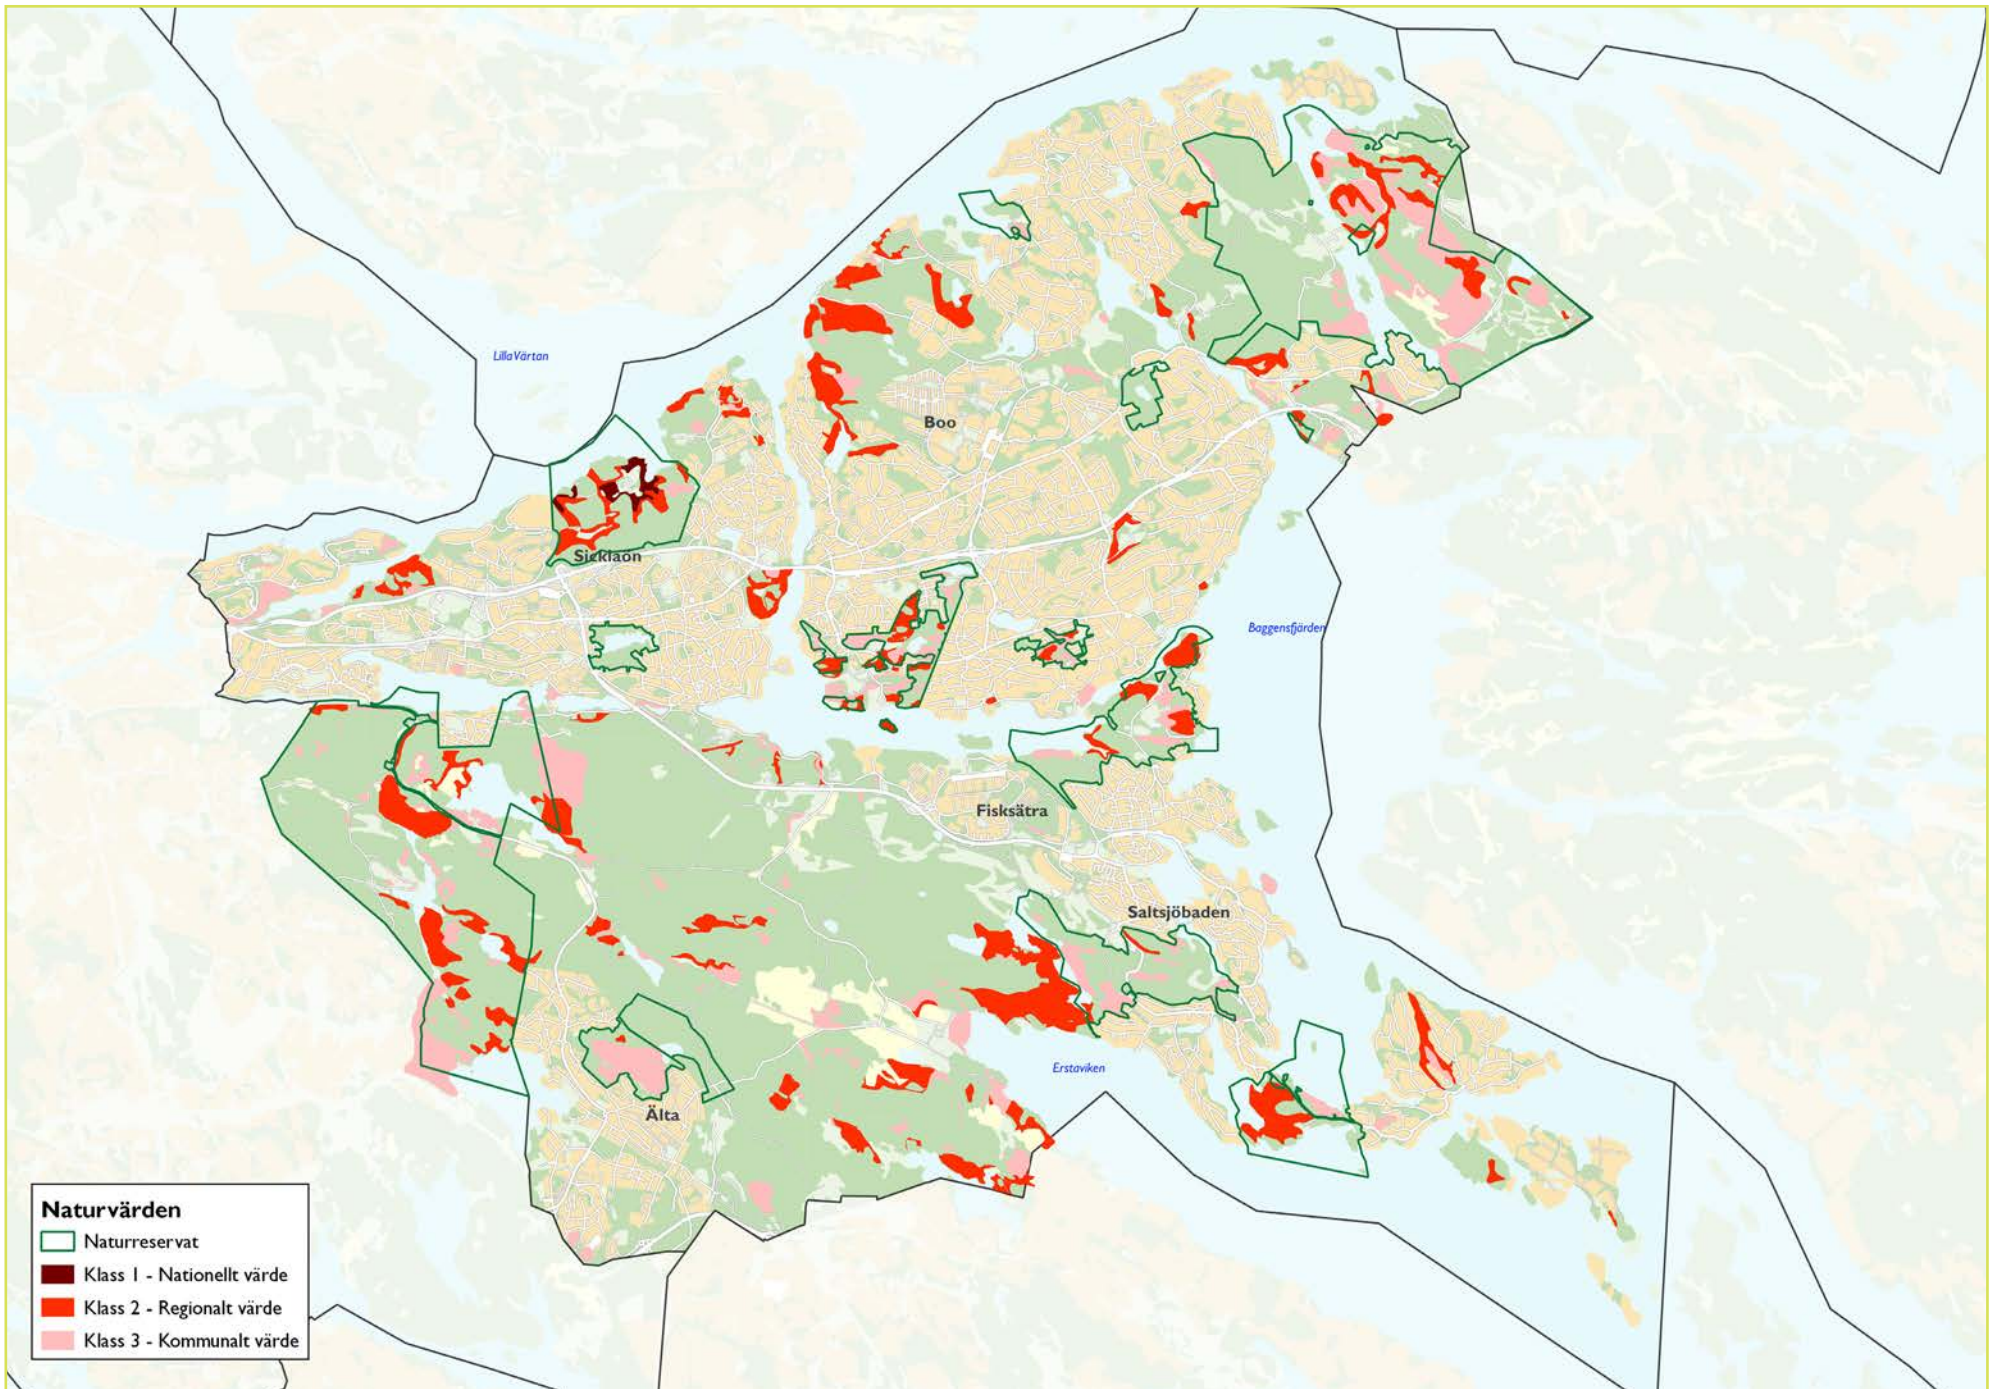 Lilla Värtan
Boo
Sicklaön
Baggensfjärden
Fisksätra
Saltsjöbaden
Erstaviken
Älta
Naturvärden
Naturreservat
Klass 1 - Nationellt värde
Klass 2 - Regionalt värde
Klass 3 - Kommunalt värde